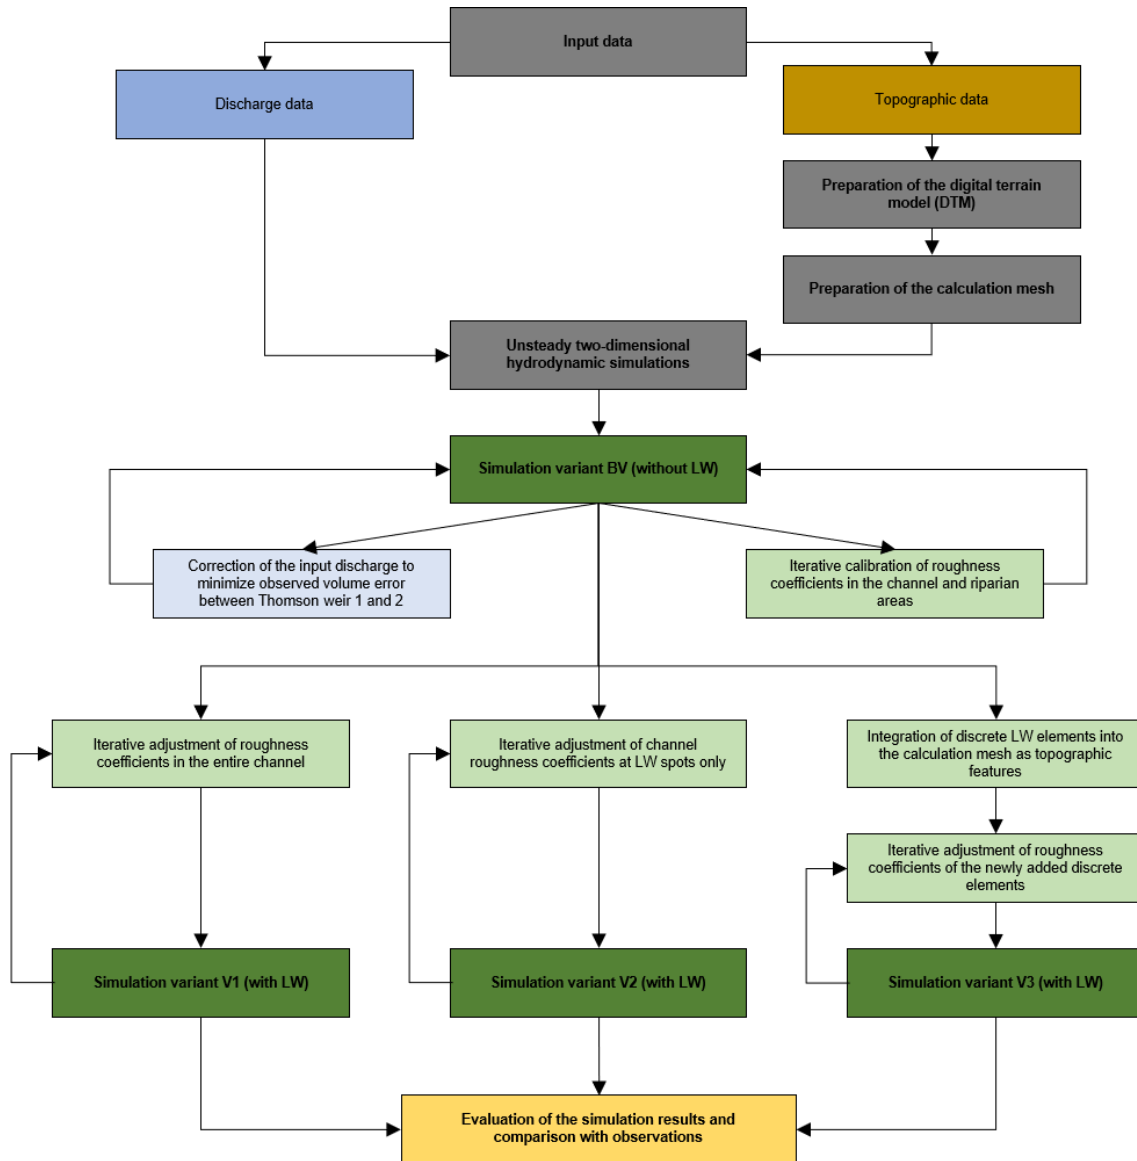 Input data
Discharge data
Topographic data
Preparation of the digital terrain
model (DTM)
Preparation of the calculation mesh
Unsteady two-dimensional
hydrodynamic simulations
Simulation variant BV (without LW)
Correction of the input discharge to
minimize observed volume error
between Thomson weir 1 and 2
Iterative calibration of roughness
coefficients in the channel and riparian
areas
Iterative adjustment of roughness
coefficients in the entire channel
Iterative adjustment of channel
roughness coefficients at LW spots only
Integration of discrete LW elements into
the calculation mesh as topographic
features
Iterative adjustment of roughness
coefficients of the newly added discrete
elements
Simulation variant V1 (with LW)
Simulation variant V2 (with LW)
Simulation variant V3 (with LW)
Evaluation of the simulation results and
comparison with observations